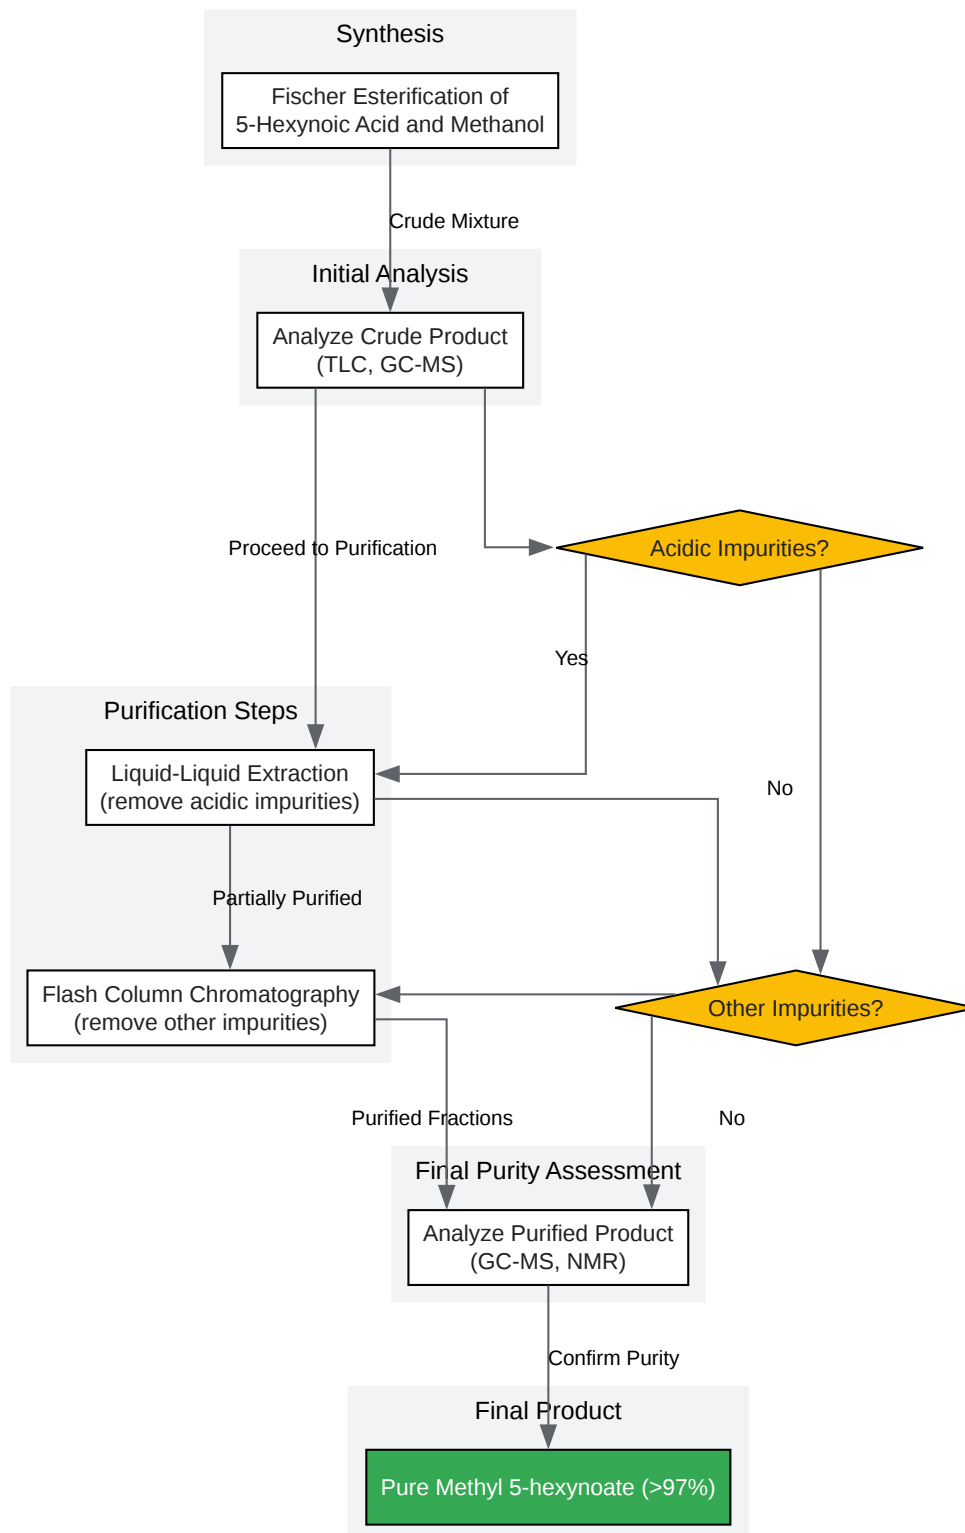 Synthesis
Fischer Esterification of
5-Hexynoic Acid and Methanol
Crude Mixture
Initial Analysis
Analyze Crude Product
(TLC, GC-MS)
Proceed to Purification
Acidic Impurities?
Yes
Purification Steps
Liquid-Liquid Extraction
(remove acidic impurities)
No
Partially Purified
Flash Column Chromatography
(remove other impurities)
Other Impurities?
Purified Fractions
No
Final Purity Assessment
Analyze Purified Product
(GC-MS, NMR)
Confirm Purity
Final Product
Pure Methyl 5-hexynoate (>97%)